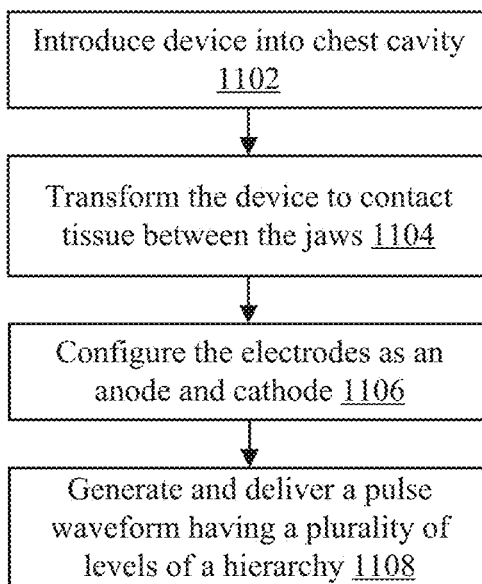 Introduce device into chest cavity
1102
Transform the device to contact
tissue between the jaws 1104
Configure the electrodes as an
anode and cathode 1106
Generate and deliver a pulse
waveform having a plurality of
levels of a hierarchy 1108